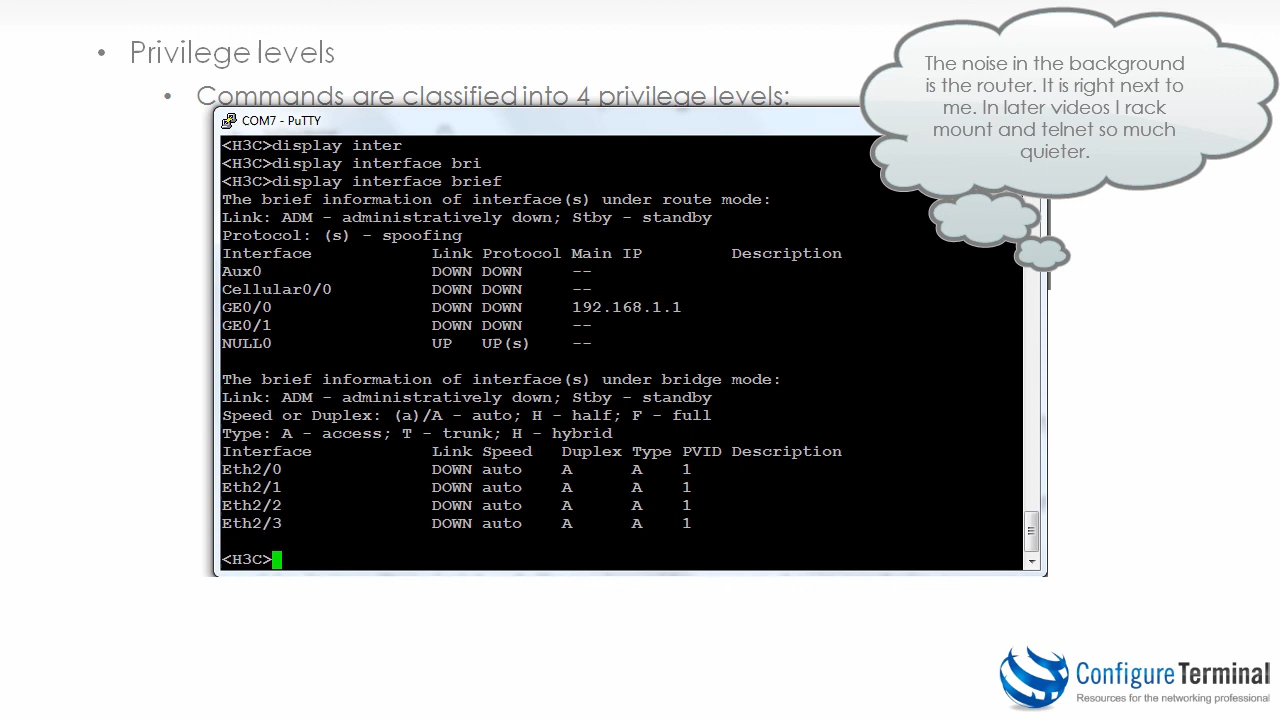 • Privilege levels
• Commands are classified into 4 privilege levels:
The noise in the background
is the router. It is right next to
me. In later videos I rack
mount and telnet so much
quieter.
COM7 - PuTTY
<H3C>display inter
<H3C>display interface bri
<H3C>display interface brief
The brief information of interface(s) under route mode:
Link: ADM - administratively down; Stby - standby
Protocol: (s) - spoofing
Interface Link Protocol Main IP Description
Aux0 DOWN DOWN --
Cellular0/0 DOWN DOWN --
GE0/0 DOWN DOWN 192.168.1.1
GE0/1 DOWN DOWN --
NULL0 UP UP(s) --
The brief information of interface(s) under bridge mode:
Link: ADM - administratively down; Stby - standby
Speed or Duplex: (a)/A - auto; H - half; F - full
Type: A - access; T - trunk; H - hybrid
Interface Link Speed Duplex Type PVID Description
Eth2/0 DOWN auto A A 1
Eth2/1 DOWN auto A A 1
Eth2/2 DOWN auto A A 1
Eth2/3 DOWN auto A A 1
<H3C>
Configure Terminal
Resources for the networking professional